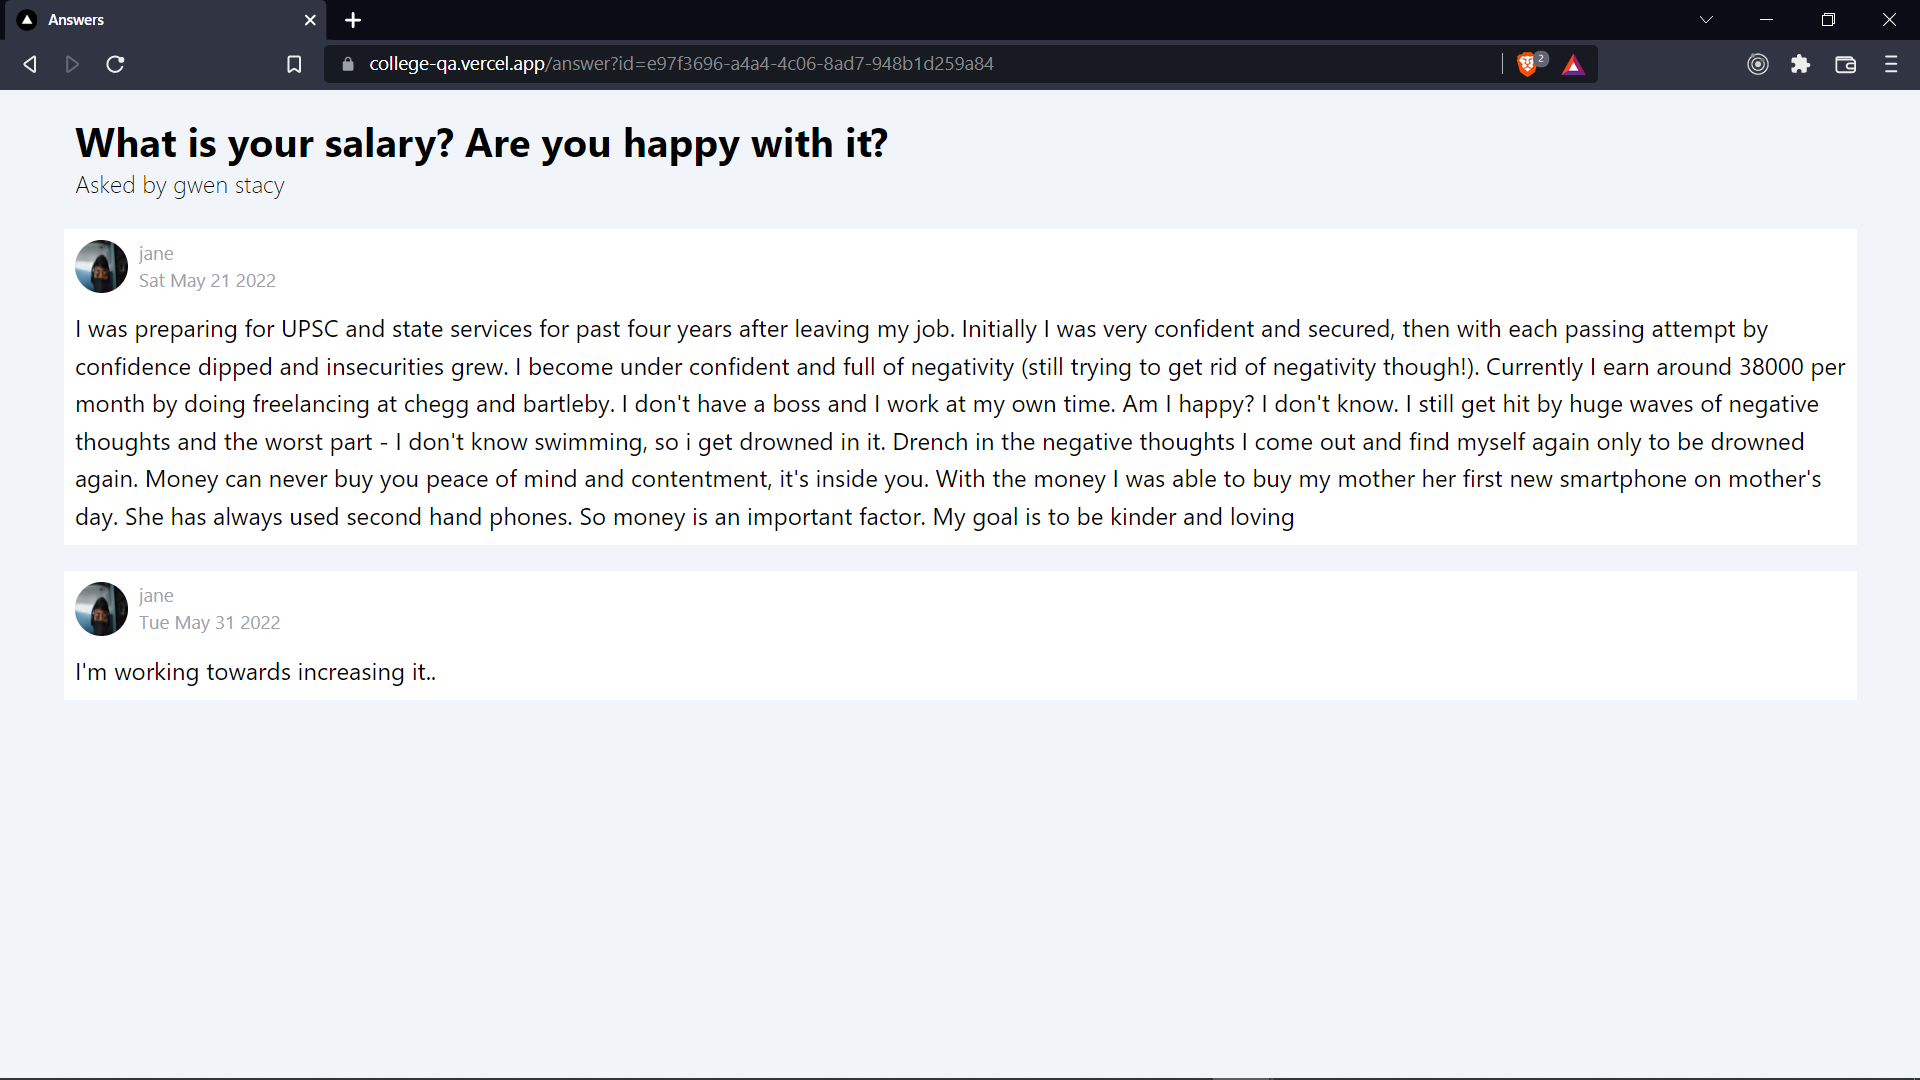 Answers
college-qa.vercel.app/answer?id=e97f3696-a4a4-4c06-8ad7-948b1d259a84
2
What is your salary? Are you happy with it?
Asked by gwen stacy
jane
Sat May 21 2022
I was preparing for UPSC and state services for past four years after leaving my job. Initially I was very confident and secured, then with each passing attempt by
confidence dipped and insecurities grew. I become under confident and full of negativity (still trying to get rid of negativity though!). Currently I earn around 38000 per
month by doing freelancing at chegg and bartleby. I don't have a boss and I work at my own time. Am I happy? I don't know. I still get hit by huge waves of negative
thoughts and the worst part - I don't know swimming, so i get drowned in it. Drench in the negative thoughts I come out and find myself again only to be drowned
again. Money can never buy you peace of mind and contentment, it's inside you. With the money I was able to buy my mother her first new smartphone on mother's
day. She has always used second hand phones. So money is an important factor. My goal is to be kinder and loving
jane
Tue May 31 2022
I'm working towards increasing it..